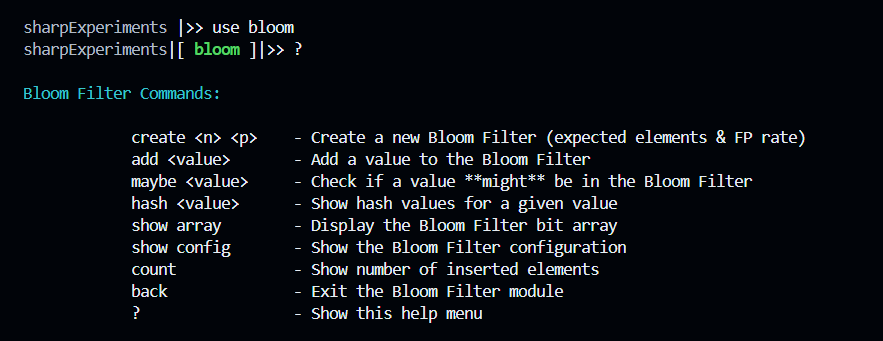 sharpExperiments |>> use bloom
sharpExperiments|[ bloom ]|>> ?
Bloom Filter Commands:
create <n> <p> - Create a new Bloom Filter (expected elements & FP rate)
add <value> - Add a value to the Bloom Filter
maybe <value> - Check if a value **might** be in the Bloom Filter
hash <value> - Show hash values for a given value
show array - Display the Bloom Filter bit array
show config - Show the Bloom Filter configuration
count - Show number of inserted elements
back - Exit the Bloom Filter module
? - Show this help menu